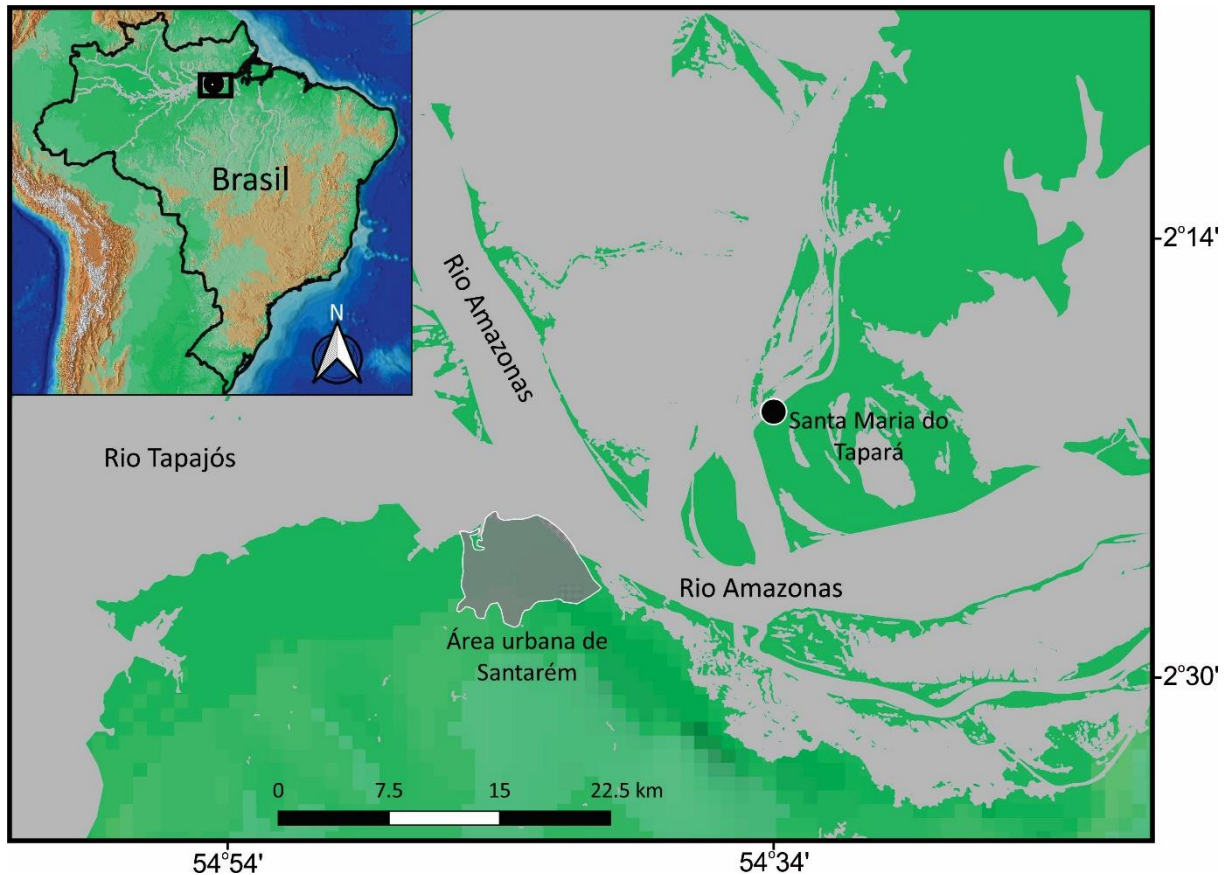 Brasil
N
Rio Amazonas
-2°14'
Santa Maria do
Tapará
Rio Tapajós
Rio Amazonas
Área urbana de
Santarém
-2°30'
0 7.5 15 22.5 km
54°54' 54°34'